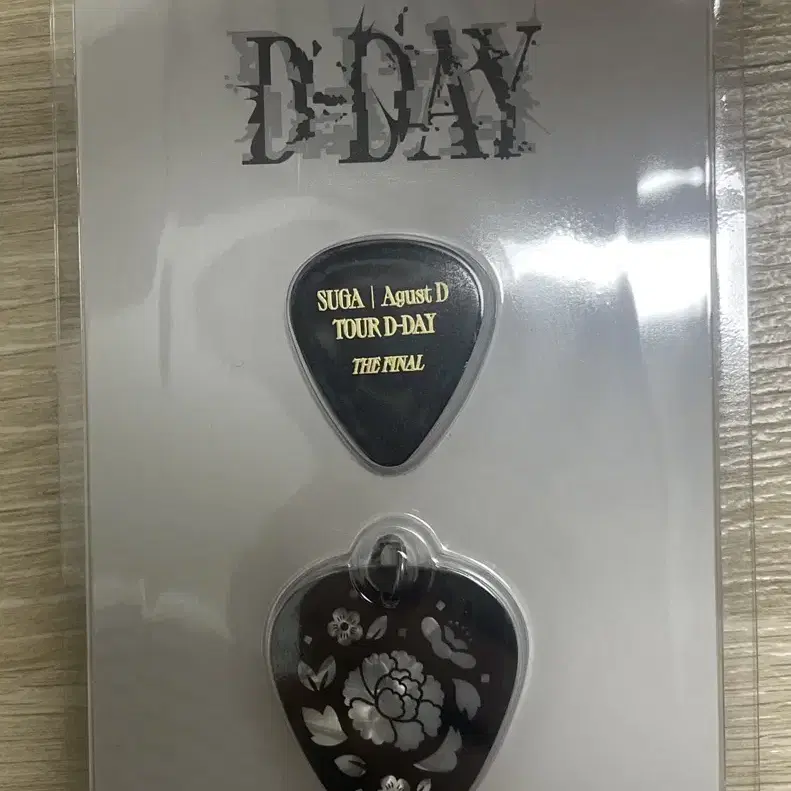 D-DAY
SUGA | Agust D
TOUR D-DAY
THE FINAL